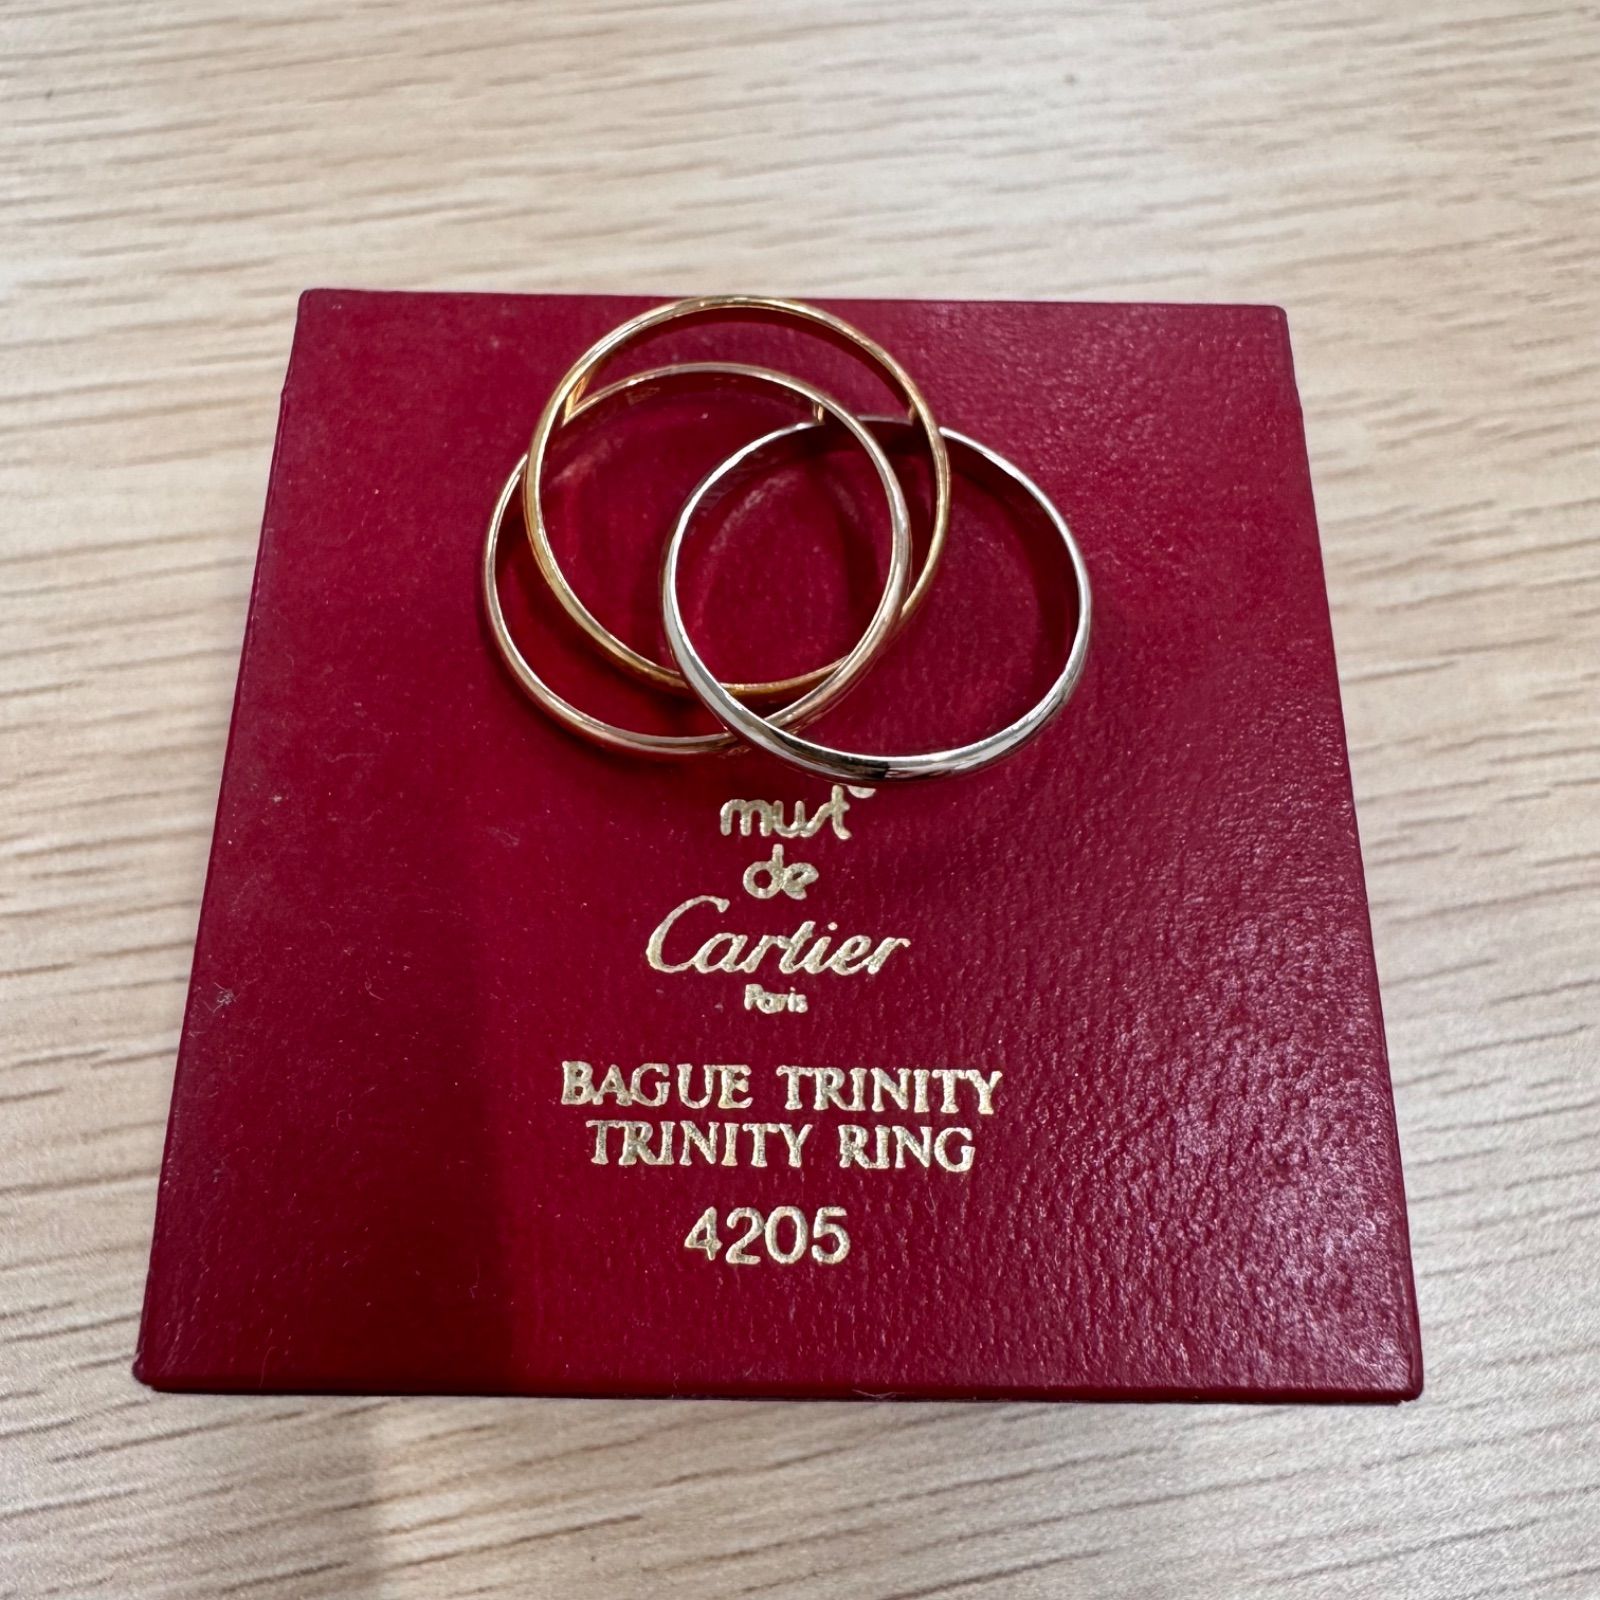 must
de
Cartier
Paris
BAGUE TRINITY
TRINITY RING
4205